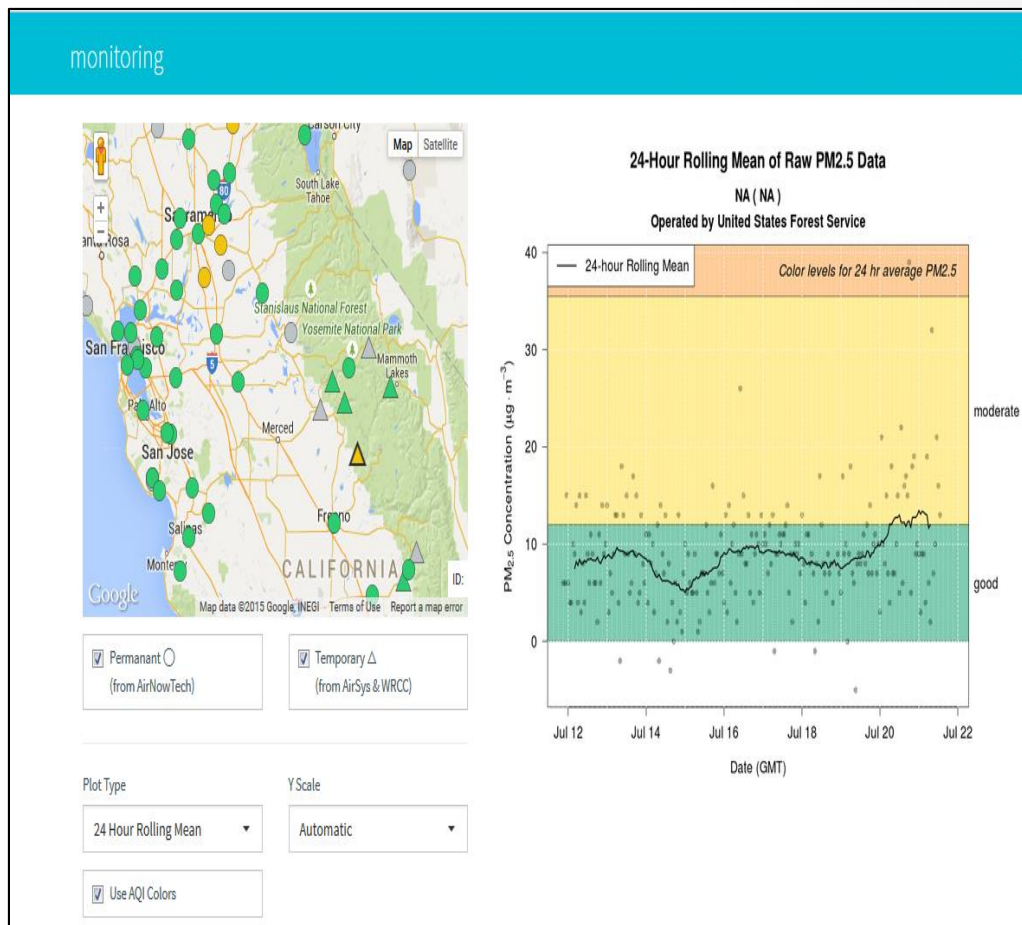 monitoring
Carson City
Map Satellite
South Lake
Tahoe
80
Sacramento
anta Rosa
+
−
Stanislaus National Forest
Yosemite National Park
San Francisco
5
Mammoth
Lakes
Palo Alto
Merced
San Jose
Salinas
Fresno
Monterey
CALIFORNIA
ID:
Google
Map data ©2015 Google, INEGI Terms of Use Report a map error
Permanant
(from AirNowTech)
Temporary
(from AirSys & WRCC)
Plot Type
Y Scale
24 Hour Rolling Mean
Automatic
Use AQI Colors
24-Hour Rolling Mean of Raw PM2.5 Data
NA ( NA )
Operated by United States Forest Service
24-hour Rolling Mean
Color levels for 24 hr average PM2.5
40
30
20
10
0
PM2.5 Concentration (µg · m⁻³)
moderate
good
Jul 12 Jul 14 Jul 16 Jul 18 Jul 20 Jul 22
Date (GMT)